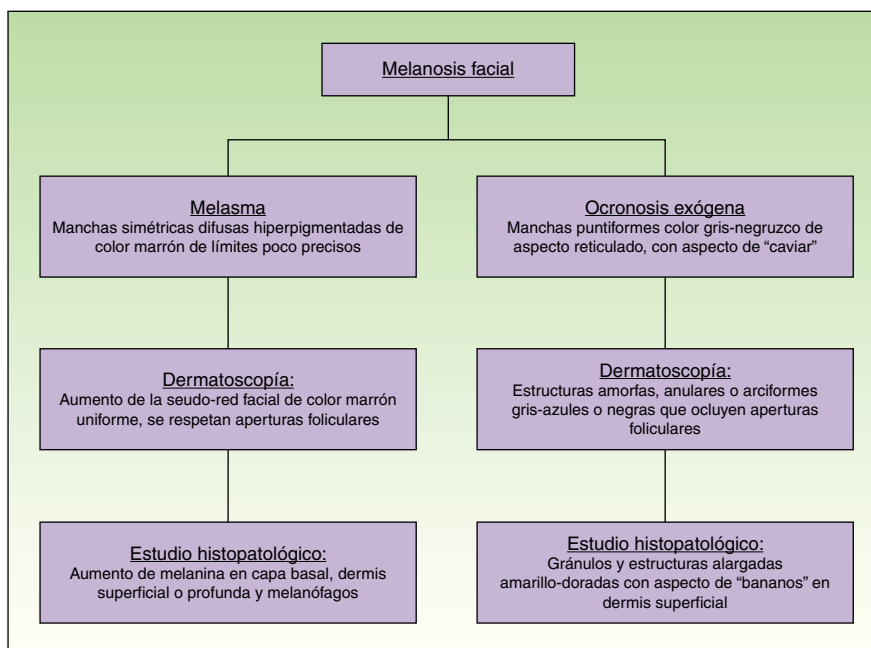 Melanosis facial
Melasma
Manchas simétricas difusas hiperpigmentadas de
color marrón de límites poco precisos
Ocronosis exógena
Manchas puntiformes color gris-negruzco de
aspecto reticulado, con aspecto de “caviar”
Dermatoscopía:
Aumento de la seudo-red facial de color marrón
uniforme, se respetan aperturas foliculares
Dermatoscopía:
Estructuras amorfas, anulares o arciformes
gris-azules o negras que ocluyen aperturas
foliculares
Estudio histopatológico:
Aumento de melanina en capa basal, dermis
superficial o profunda y melanófagos
Estudio histopatológico:
Gránulos y estructuras alargadas
amarillo-doradas con aspecto de “bananos” en
dermis superficial